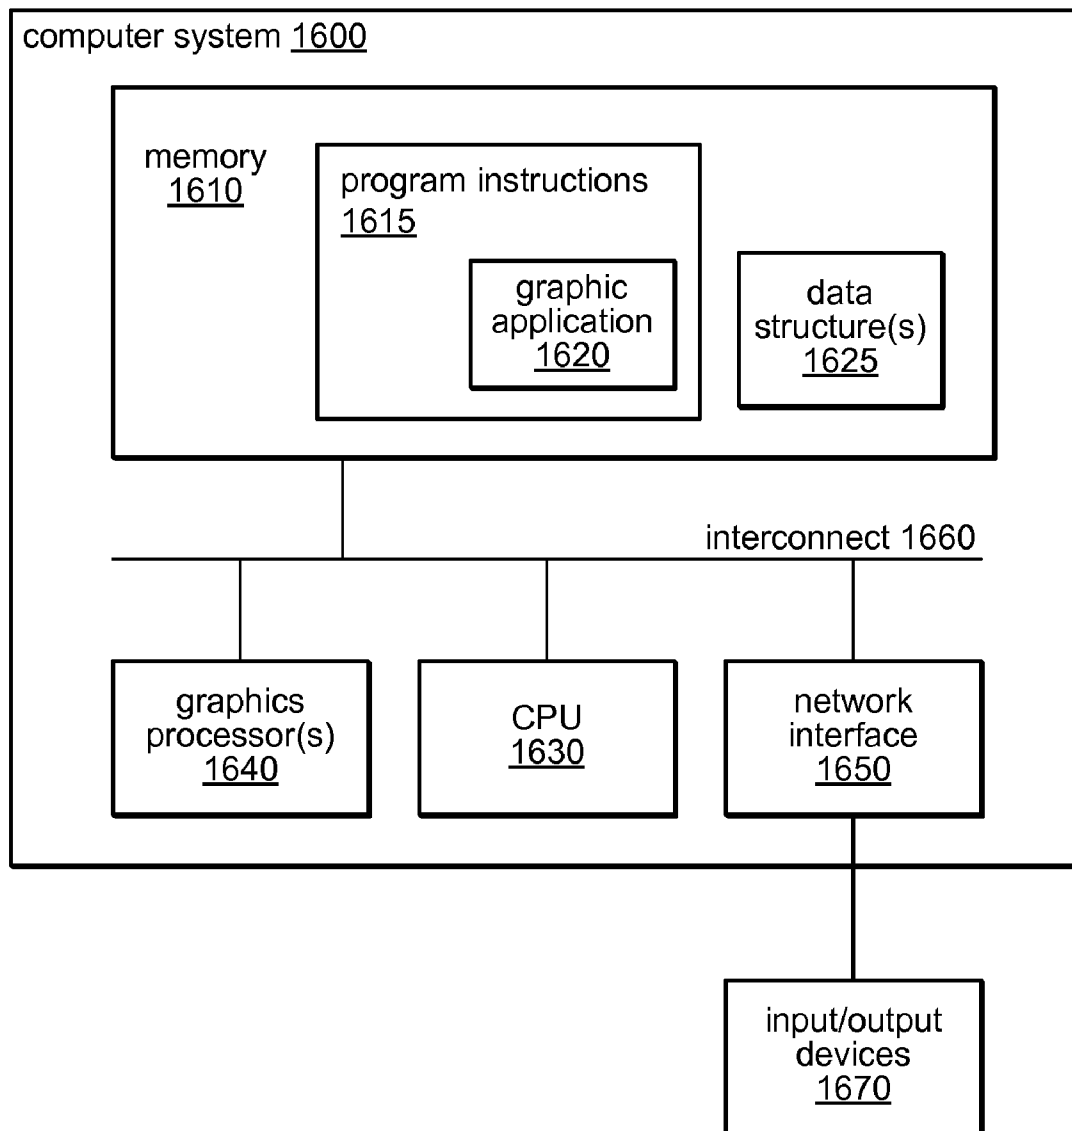 computer system 1600
memory
1610
program instructions
1615
graphic
application
1620
data
structure(s)
1625
interconnect 1660
graphics
processor(s)
1640
CPU
1630
network
interface
1650
input/output
devices
1670